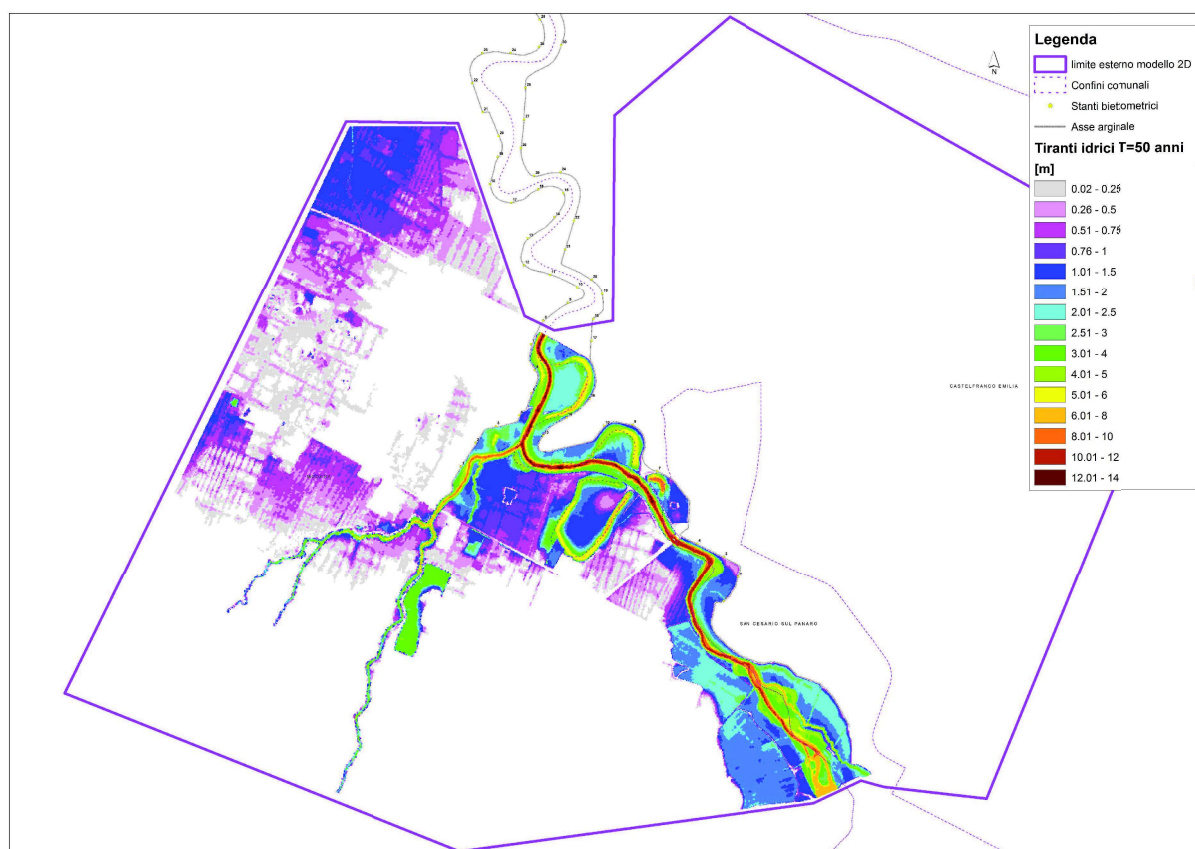 Legenda
limite esterno modello 2D
Confini comunali
Stanti bietometrici
Asse arginale
Tiranti idrici T=50 anni
[m]
0.02 - 0.25
0.26 - 0.5
0.51 - 0.75
0.76 - 1
1.01 - 1.5
1.51 - 2
2.01 - 2.5
2.51 - 3
3.01 - 4
4.01 - 5
5.01 - 6
6.01 - 8
8.01 - 10
10.01 - 12
12.01 - 14
N
CASTELFRANCO EMILIA
SAN CESARIO SUL PANARO